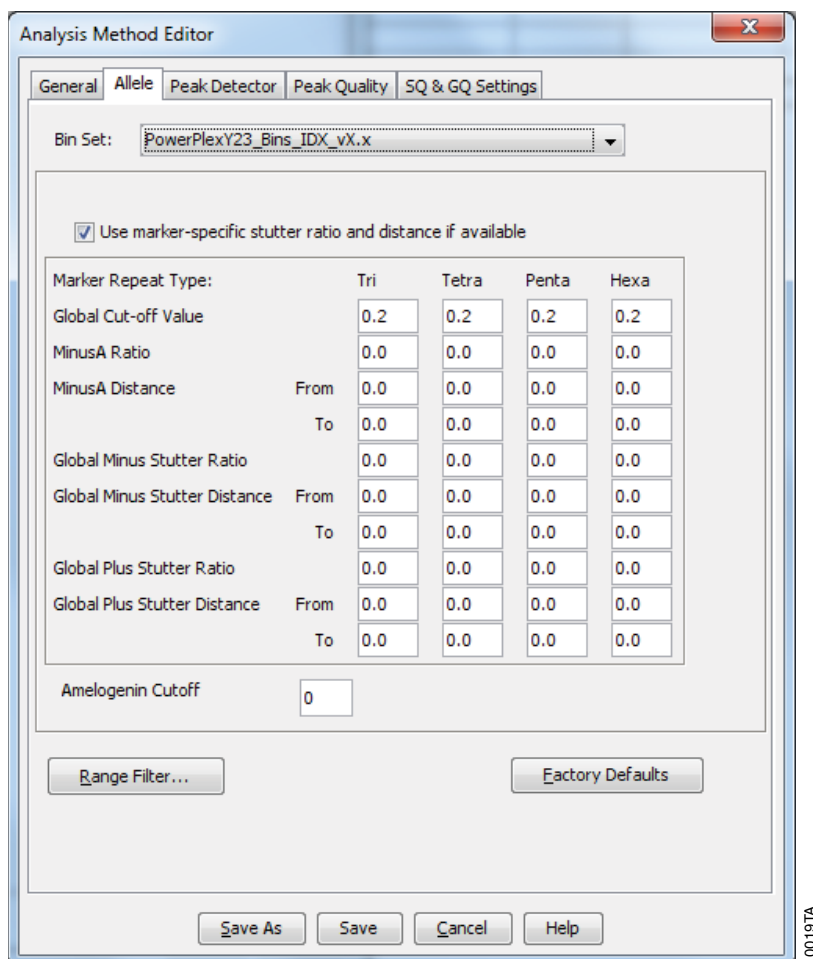 Analysis Method Editor
X
General Allele Peak Detector Peak Quality SQ & GQ Settings
Bin Set: PowerPlexY23_Bins_IDX_vX.x
Use marker-specific stutter ratio and distance if available
Marker Repeat Type: Tri Tetra Penta Hexa
Global Cut-off Value 0.2 0.2 0.2 0.2
MinusA Ratio 0.0 0.0 0.0 0.0
MinusA Distance From 0.0 0.0 0.0 0.0
To 0.0 0.0 0.0 0.0
Global Minus Stutter Ratio 0.0 0.0 0.0 0.0
Global Minus Stutter Distance From 0.0 0.0 0.0 0.0
To 0.0 0.0 0.0 0.0
Global Plus Stutter Ratio 0.0 0.0 0.0 0.0
Global Plus Stutter Distance From 0.0 0.0 0.0 0.0
To 0.0 0.0 0.0 0.0
Amelogenin Cutoff 0
Range Filter... Factory Defaults
Save As Save Cancel Help
0019TA